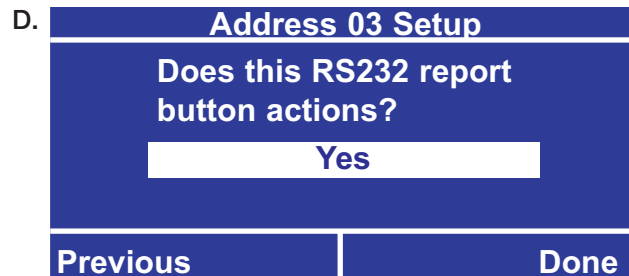 D.
Address 03 Setup
Does this RS232 report
button actions?
Yes
Previous Done